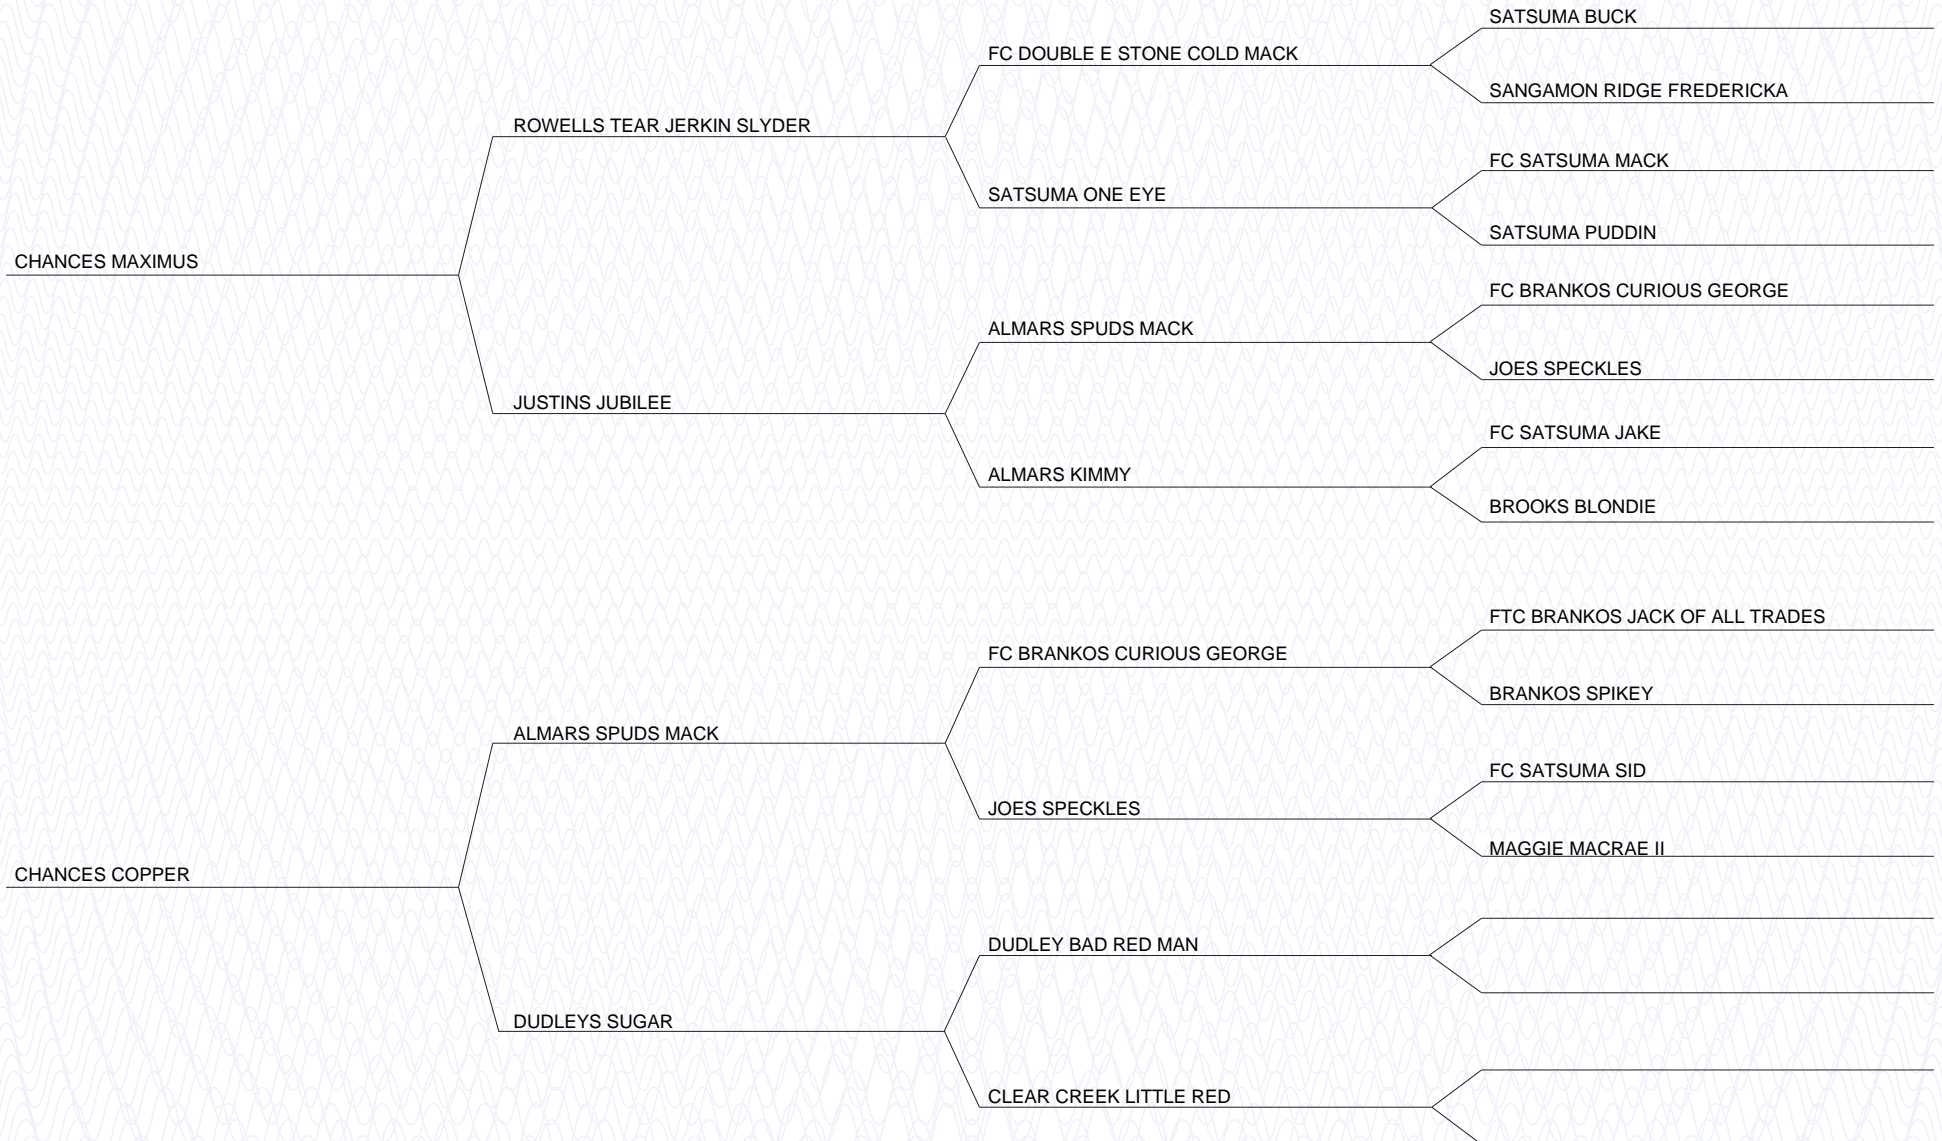 SATSUMA BUCK
FC DOUBLE E STONE COLD MACK
SANGAMON RIDGE FREDERICKA
ROWELLS TEAR JERKIN SLYDER
FC SATSUMA MACK
SATSUMA ONE EYE
SATSUMA PUDDIN
CHANCES MAXIMUS
FC BRANKOS CURIOUS GEORGE
ALMARS SPUDS MACK
JOES SPECKLES
JUSTINS JUBILEE
FC SATSUMA JAKE
ALMARS KIMMY
BROOKS BLONDIE
FTC BRANKOS JACK OF ALL TRADES
FC BRANKOS CURIOUS GEORGE
BRANKOS SPIKEY
ALMARS SPUDS MACK
FC SATSUMA SID
JOES SPECKLES
MAGGIE MACRAE II
CHANCES COPPER
DUDLEY BAD RED MAN
DUDLEYS SUGAR
CLEAR CREEK LITTLE RED